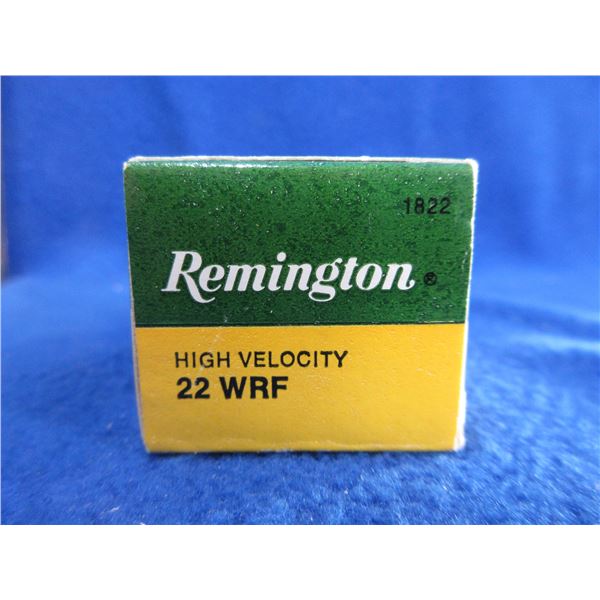 1822
Remington®
HIGH VELOCITY
22 WRF